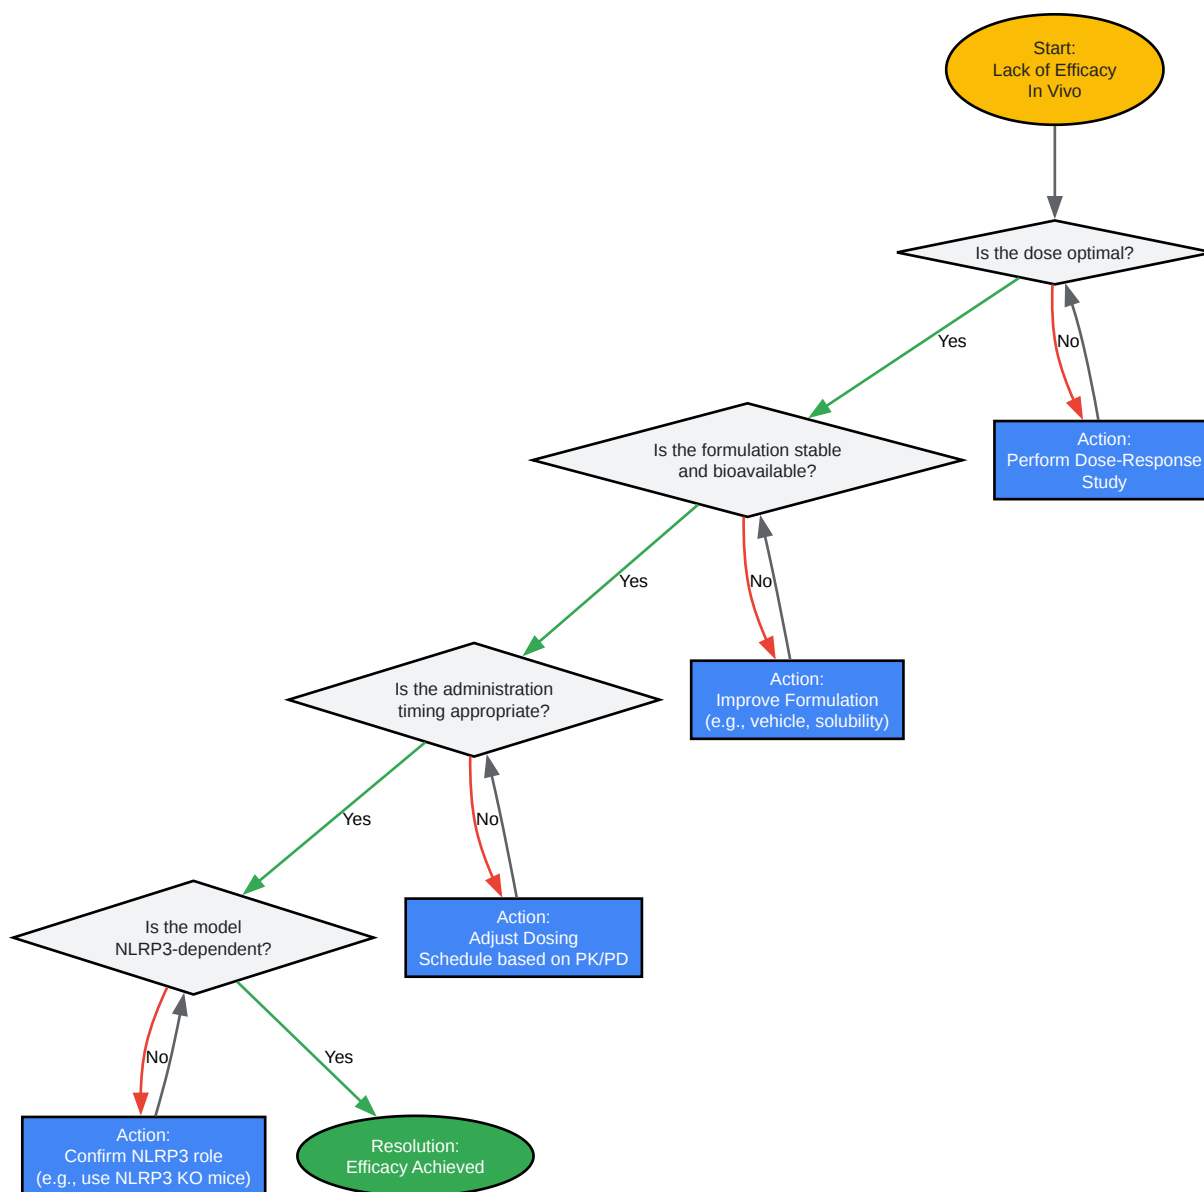 Start:
Lack of Efficacy
In Vivo
Is the dose optimal?
Yes
No
Action:
Perform Dose-Response
Study
Is the formulation stable
and bioavailable?
Yes
No
Action:
Improve Formulation
(e.g., vehicle, solubility)
Is the administration
timing appropriate?
Yes
No
Action:
Adjust Dosing
Schedule based on PK/PD
Is the model
NLRP3-dependent?
No
Yes
Action:
Confirm NLRP3 role
(e.g., use NLRP3 KO mice)
Resolution:
Efficacy Achieved